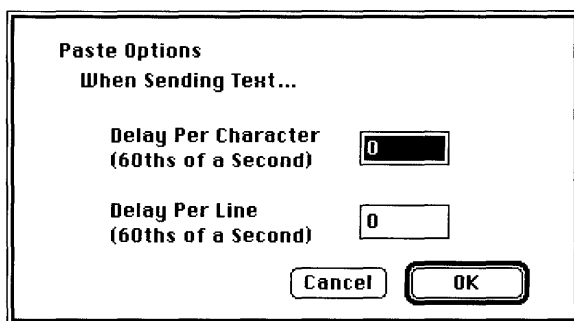 Paste Options
When Sending Text...
Delay Per Character
(60ths of a Second)
0
Delay Per Line
(60ths of a Second)
0
Cancel
OK